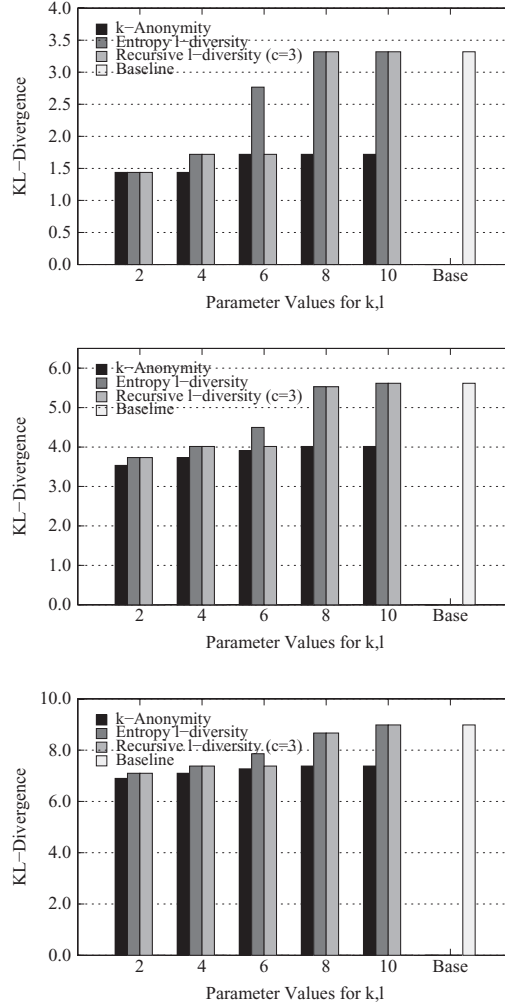 4.0
k−Anonymity
3.5
Entropy l−diversity
Recursive l−diversity (c=3)
3.0
Baseline
2.5
2.0
1.5
1.0
0.5
0.0
KL−Divergence
2 4 6 8 10 Base
Parameter Values for k,l
6.0
k−Anonymity
Entropy l−diversity
Recursive l−diversity (c=3)
5.0
Baseline
4.0
3.0
2.0
1.0
0.0
KL−Divergence
2 4 6 8 10 Base
Parameter Values for k,l
10.0
k−Anonymity
Entropy l−diversity
8.0
Recursive l−diversity (c=3)
Baseline
6.0
4.0
2.0
0.0
KL−Divergence
2 4 6 8 10 Base
Parameter Values for k,l